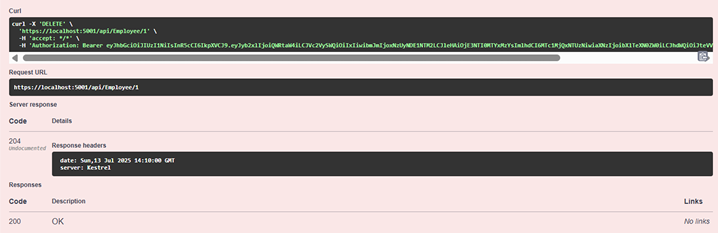 Curl
curl -X 'DELETE' \
'https://localhost:5001/api/Employee/1' \
-H 'accept: */*' \
-H 'Authorization: Bearer
Request URL
https://localhost:5001/api/Employee/1
Server response
Code Details
204
Undocumented
Response headers
date: Sun,13 Jul 2025 14:10:00 GMT
server: Kestrel
Responses
Code Description Links
200 OK No links